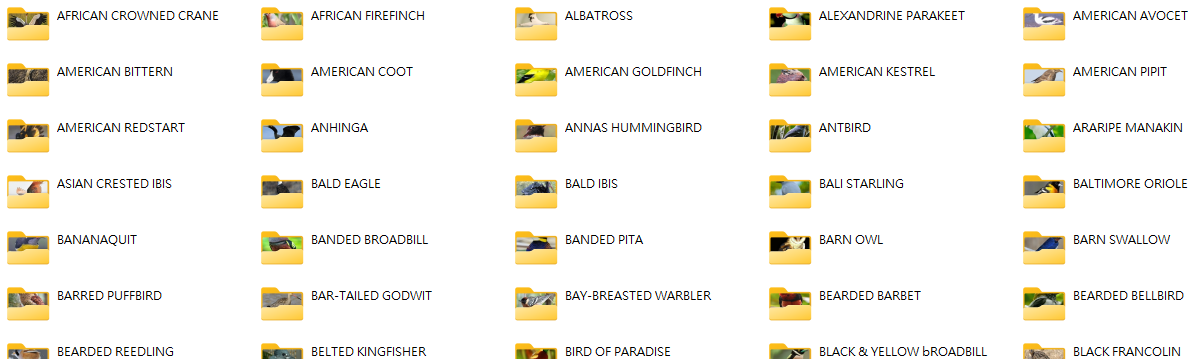 AFRICAN CROWNED CRANE
AFRICAN FIREFINCH
ALBATROSS
ALEXANDRINE PARAKEET
AMERICAN AVOCET
AMERICAN BITTERN
AMERICAN COOT
AMERICAN GOLDFINCH
AMERICAN KESTREL
AMERICAN PIPIT
AMERICAN REDSTART
ANHINGA
ANNAS HUMMINGBIRD
ANTBIRD
ARARIPE MANAKIN
ASIAN CRESTED IBIS
BALD EAGLE
BALD IBIS
BALI STARLING
BALTIMORE ORIOLE
BANANAQUIT
BANDED BROADBILL
BANDED PITA
BARN OWL
BARN SWALLOW
BARRED PUFFBIRD
BAR-TAILED GODWIT
BAY-BREASTED WARBLER
BEARDED BARBET
BEARDED BELLBIRD
BEARDED REEDLING
BELTED KINGFISHER
BIRD OF PARADISE
BLACK & YELLOW bROADBILL
BLACK FRANCOLIN